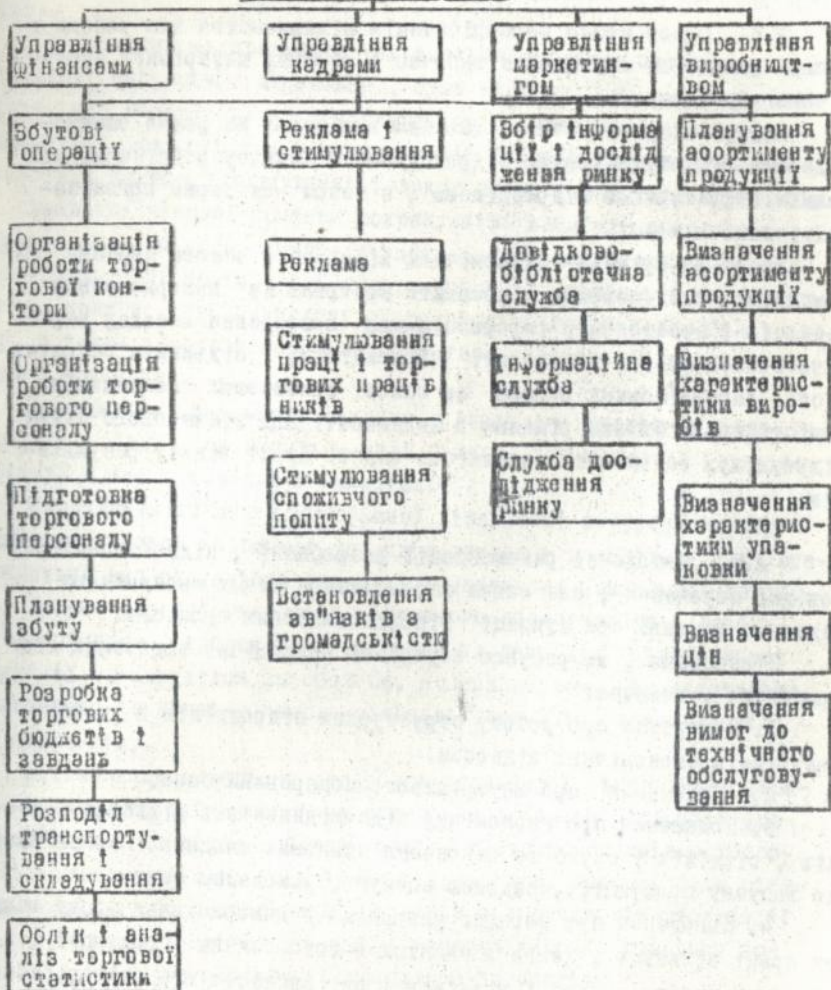 Управління
фінансами
Управління
кадрами
Управління
маркетин-
гом
Управління
виробницт-
вом
Збутові
операції
Реклама і
стимулювання
Збір інформа
ції і дослід
ження ринку
Планування
асортименту
продукції
Організація
роботи тор-
гової кон-
тори
Реклама
Довідково-
бібліотечна
служба
Визначення
асортименту
продукції
Організація
роботи тор-
гового пер-
соналу
Стимулювання
праці і тор-
гових праців
ників
Інформаційна
служба
Визначення
характерис-
тики виро-
бів
Підготовка
торгового
персоналу
Стимулювання
споживчого
попиту
Служба дос-
лідження
ринку
Визначення
характерис-
тики упа-
ковки
Планування
збуту
Встановлення
зв"язків з
громадськістю
Визначення
цін
Розробка
торгових
бюджетів і
завдань
Визначення
вимог до
технічного
обслугову-
вання
Розподіл
транспорту-
вання і
складування
Облік і ана-
ліз торгової
статистики